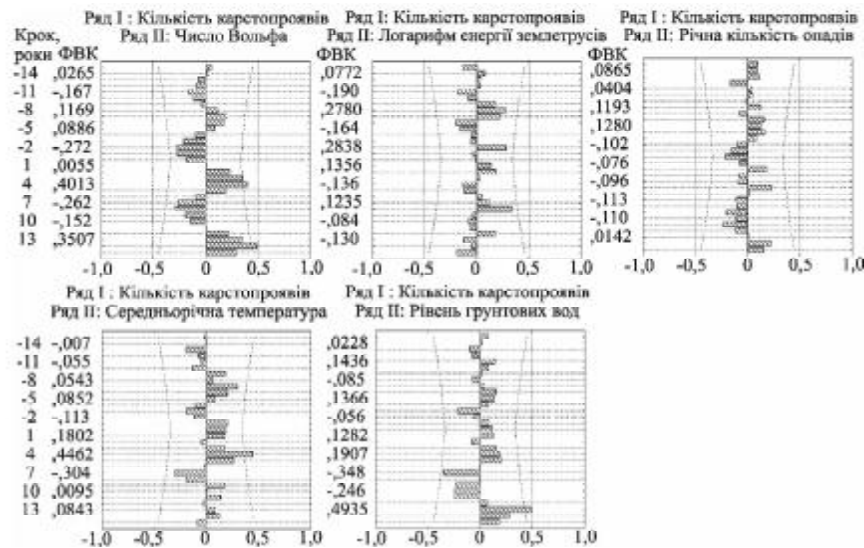 Ряд I : Кількість карстопроявів
Ряд II: Число Вольфа
Крок, роки
ФВК
-14 ,0265
-11 -,167
-8 ,1169
-5 ,0886
-2 -,272
1 ,0055
4 ,4013
7 -,262
10 -,152
13 ,3507
-1,0 -0,5 0 0,5 1,0
Ряд I: Кількість карстопроявів
Ряд II: Логарифм енергії землетрусів
ФВК
,0772
-,190
,2780
-,164
,2838
,1356
-,136
,1235
-,084
-,130
-1,0 -0,5 0 0,5 1,0
Ряд I : Кількість карстопроявів
Ряд II: Річна кількість опадів
ФВК
,0865
,0404
,1193
,1280
-,102
-,076
-,096
-,113
-,110
,0142
-1,0 -0,5 0 0,5 1,0
Ряд I : Кількість карстопроявів
Ряд II: Середньорічна температура
-14 -,007
-11 -,055
-8 ,0543
-5 ,0852
-2 -,113
1 ,1802
4 ,4462
7 -,304
10 ,0095
13 ,0843
-1,0 -0,5 0 0,5 1,0
Ряд I : Кількість карстопроявів
Ряд II: Рівень грунтових вод
,0228
,1436
-,085
,1366
-,056
,1282
,1907
-,348
-,246
,4935
-1,0 -0,5 0 0,5 1,0